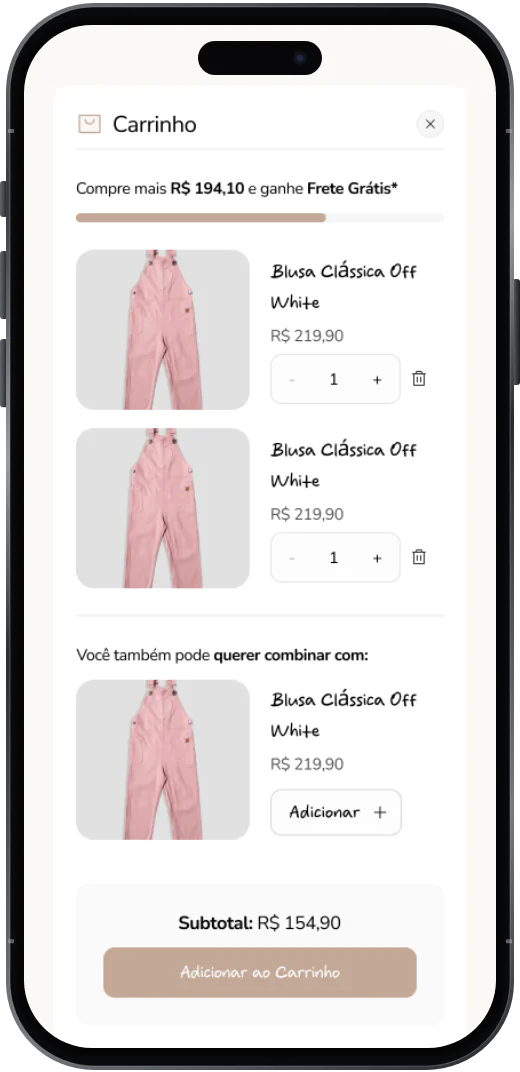 Carrinho
Compre mais R$ 194,10 e ganhe Frete Grátis*
Blusa Clássica Off
White
R$ 219,90
- 1 +
Blusa Clássica Off
White
R$ 219,90
- 1 +
Você também pode querer combinar com:
Blusa Clássica Off
White
R$ 219,90
Adicionar +
Subtotal: R$ 154,90
Adicionar ao Carrinho